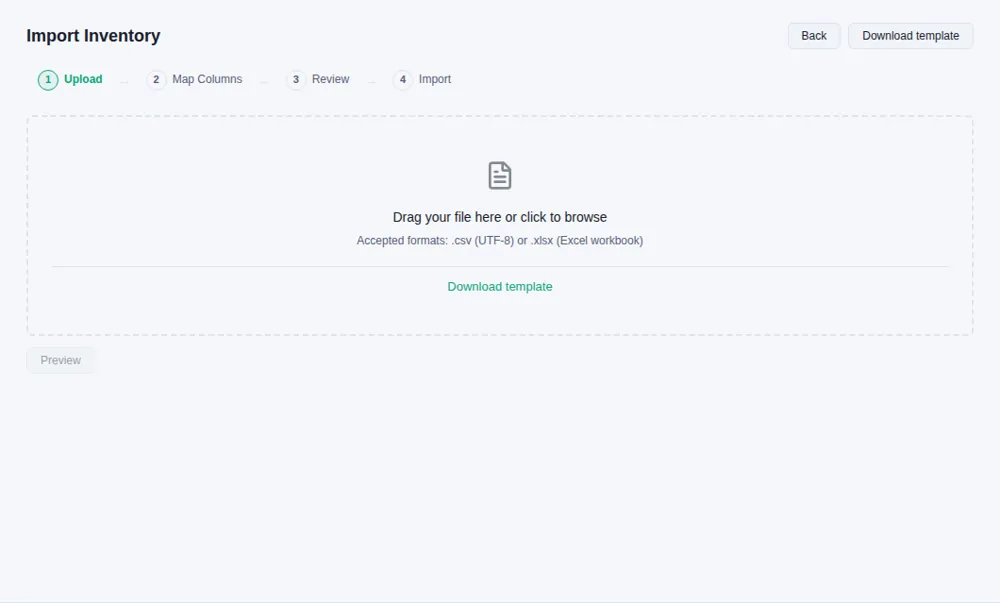 Import Inventory
Back
Download template
1 Upload
2 Map Columns
3 Review
4 Import
Drag your file here or click to browse
Accepted formats: .csv (UTF-8) or .xlsx (Excel workbook)
Download template
Preview